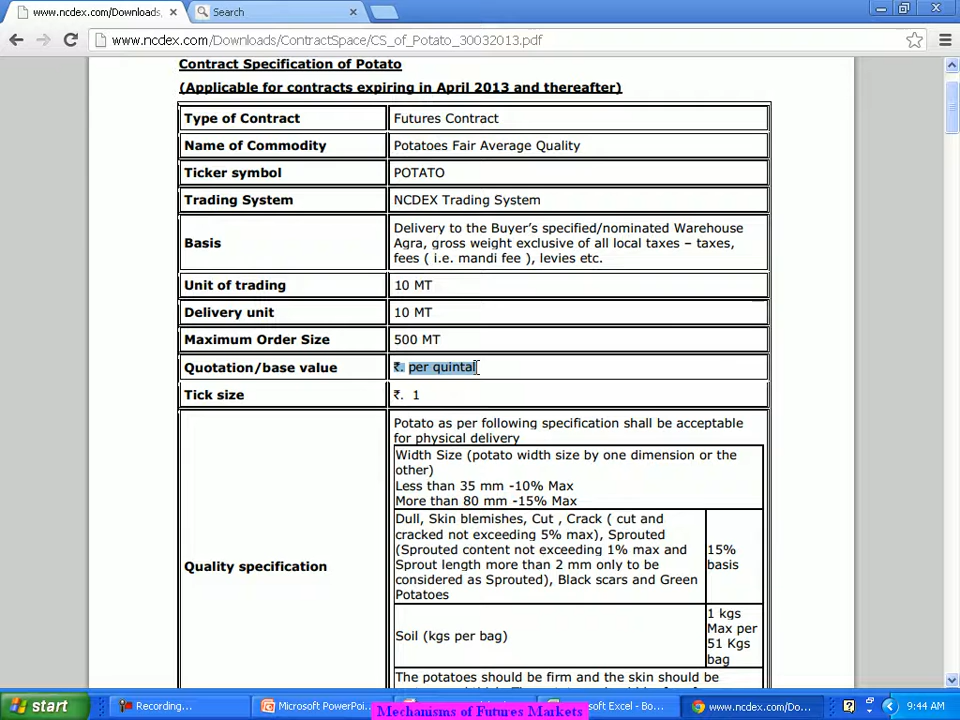 www.ncdex.com/Downloads,
Search
www.ncdex.com/Downloads/ContractSpace/CS_of_Potato_30032013.pdf
Contract Specification of Potato
(Applicable for contracts expiring in April 2013 and thereafter)
Type of Contract
Futures Contract
Name of Commodity
Potatoes Fair Average Quality
Ticker symbol
POTATO
Trading System
NCDEX Trading System
Basis
Delivery to the Buyer's specified/nominated Warehouse
Agra, gross weight exclusive of all local taxes – taxes,
fees ( i.e. mandi fee ), levies etc.
Unit of trading
10 MT
Delivery unit
10 MT
Maximum Order Size
500 MT
Quotation/base value
₹. per quintal
Tick size
₹. 1
Quality specification
Potato as per following specification shall be acceptable
for physical delivery
Width Size (potato width size by one dimension or the
other)
Less than 35 mm -10% Max
More than 80 mm -15% Max
Dull, Skin blemishes, Cut , Crack ( cut and
cracked not exceeding 5% max), Sprouted
(Sprouted content not exceeding 1% max and
Sprout length more than 2 mm only to be
considered as Sprouted), Black scars and Green
Potatoes
15%
basis
Soil (kgs per bag)
1 kgs
Max per
51 Kgs
bag
The potatoes should be firm and the skin should be
start
Recording...
Microsoft PowerPoi...
Microsoft Excel - Bo...
www.ncdex.com/Do...
9:44 AM
Mechanisms of Futures Markets